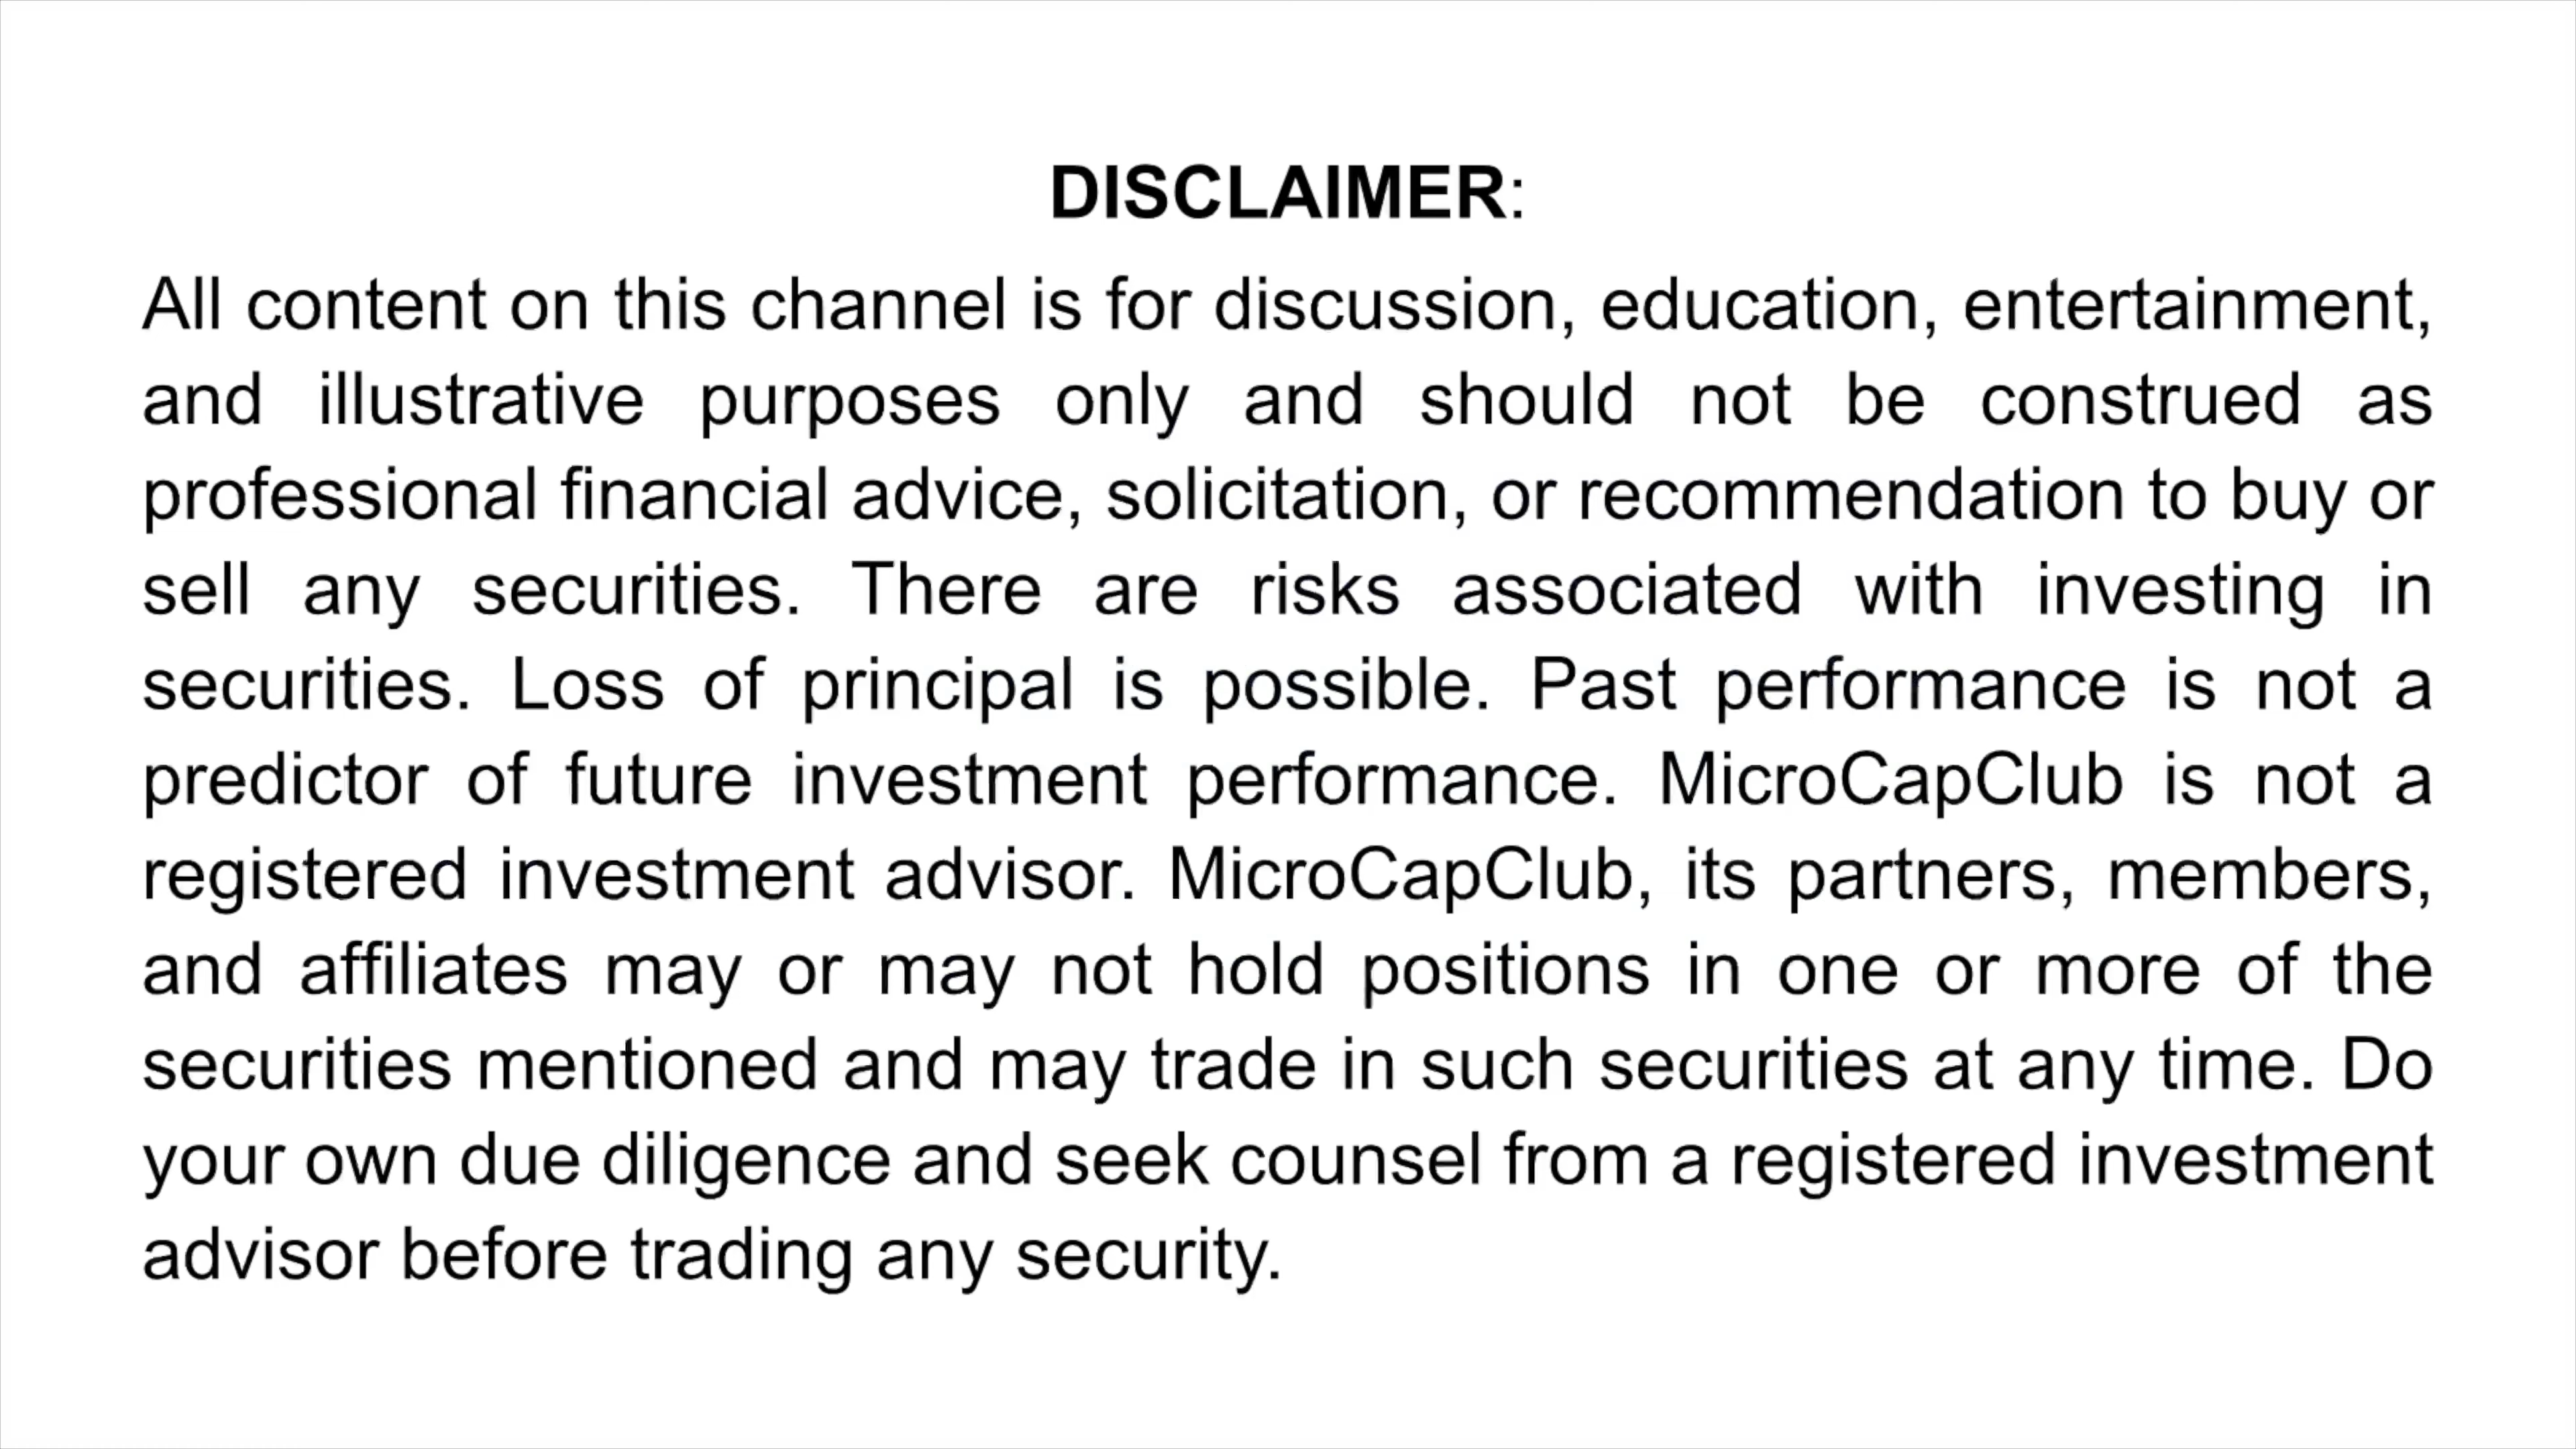 DISCLAIMER:
All content on this channel is for discussion, education, entertainment,
and illustrative purposes only and should not be construed as
professional financial advice, solicitation, or recommendation to buy or
sell any securities. There are risks associated with investing in
securities. Loss of principal is possible. Past performance is not a
predictor of future investment performance. MicroCapClub is not a
registered investment advisor. MicroCapClub, its partners, members,
and affiliates may or may not hold positions in one or more of the
securities mentioned and may trade in such securities at any time. Do
your own due diligence and seek counsel from a registered investment
advisor before trading any security.